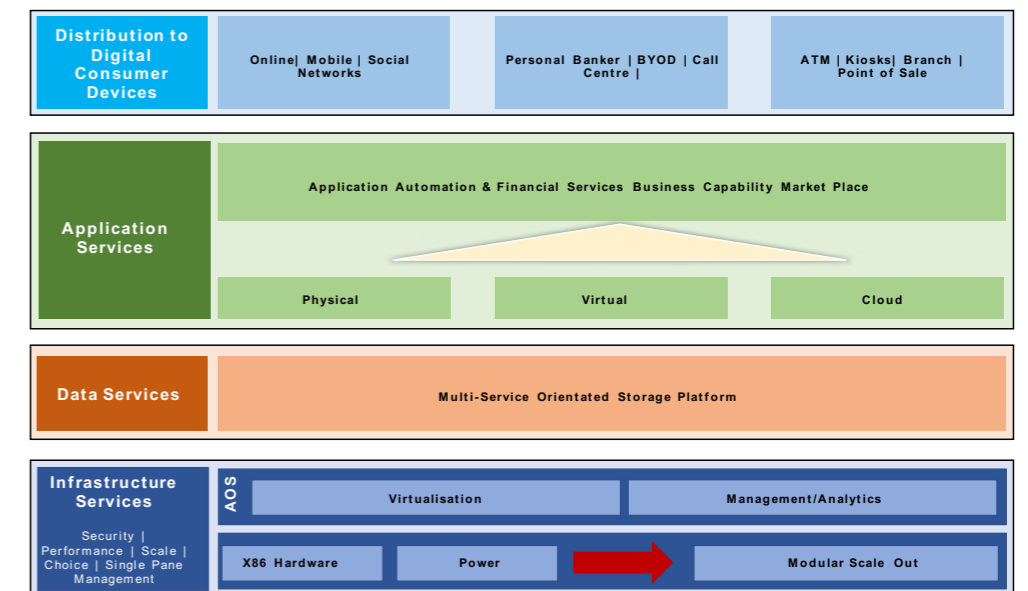 Distribution to
Digital
Consumer
Devices
Online| Mobile | Social
Networks
Personal Banker | BYOD | Call
Centre |
ATM | Kiosks| Branch |
Point of Sale
Application
Services
Application Automation & Financial Services Business Capability Market Place
Physical
Virtual
Cloud
Data Services
Multi-Service Orientated Storage Platform
Infrastructure
Services
Security |
Performance | Scale |
Choice | Single Pane
Management
AOS
Virtualisation
Management/Analytics
X86 Hardware
Power
Modular Scale Out